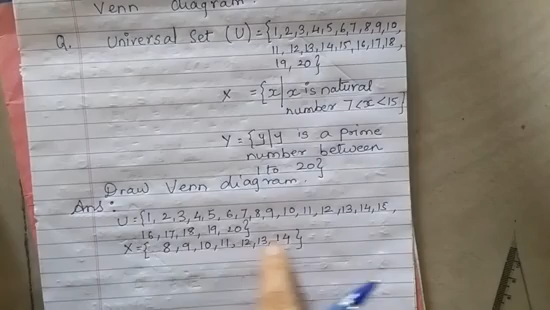 Venn diagram.
Q. Universal Set (U) = {1,2,3,4,5,6,7,8,9,10,
11,12,13,14,15,16,17,18,
19,20}
X = {x|x is natural
number 7<x<15}
Y = {y|y is a prime
number between
1 to 20}
Draw Venn diagram.
Ans:
U={1,2,3,4,5,6,7,8,9,10,11,12,13,14,15,
16,17,18,19,20}
X={8,9,10,11,12,13,14}